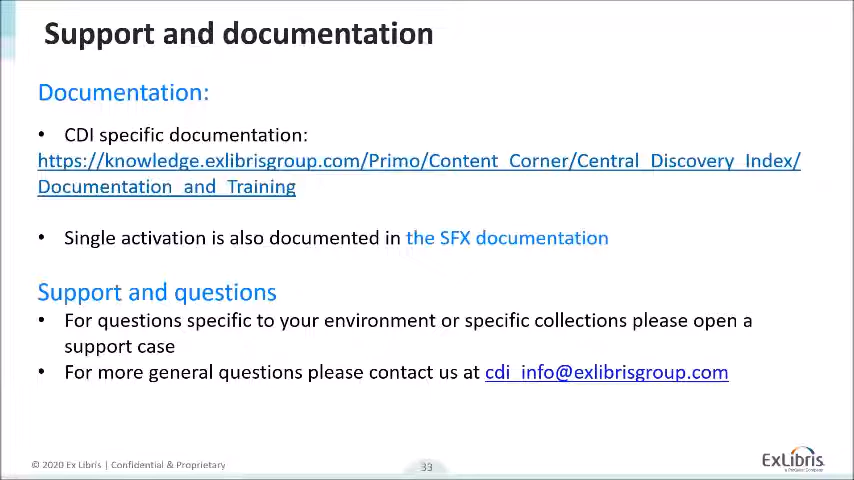 Support and documentation
Documentation:
• CDI specific documentation:
https://knowledge.exlibrisgroup.com/Primo/Content_Corner/Central_Discovery_Index/
Documentation_and_Training
• Single activation is also documented in the SFX documentation
Support and questions
• For questions specific to your environment or specific collections please open a
support case
• For more general questions please contact us at cdi_info@exlibrisgroup.com
© 2020 Ex Libris | Confidential & Proprietary
33
ExLibris
a ProQuest Company